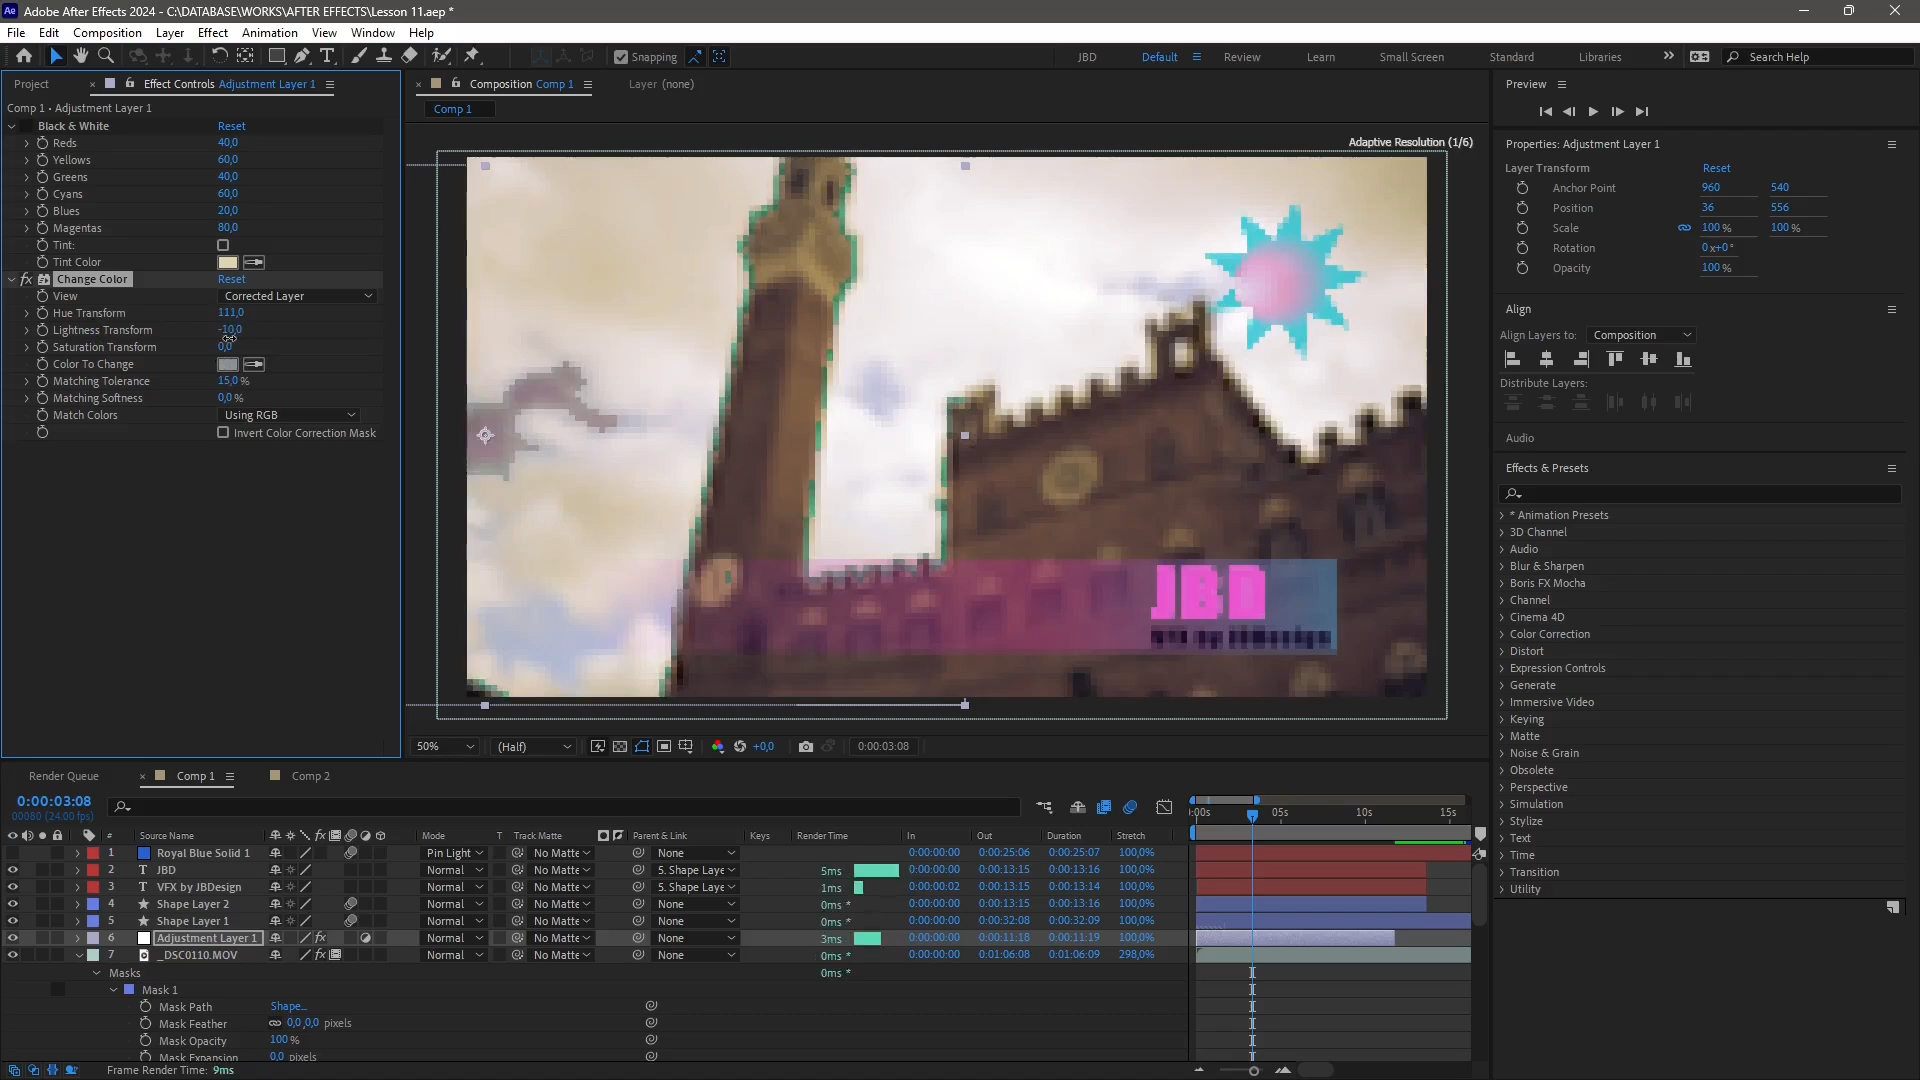 Ae Adobe After Effects 2024 - C:\DATABASE\WORKS\AFTER EFFECTS\Lesson 11.aep *
File Edit Composition Layer Effect Animation View Window Help
Snapping JBD Default Review Learn Small Screen Standard Libraries Search Help
Project Effect Controls Adjustment Layer 1
Comp 1 • Adjustment Layer 1
Black & White Reset
Reds 40,0
Yellows 60,0
Greens 40,0
Cyans 60,0
Blues 20,0
Magentas 80,0
Tint:
Tint Color
fx Change Color Reset
View Corrected Layer
Hue Transform 111,0
Lightness Transform -10,0
Saturation Transform 0,0
Color To Change
Matching Tolerance 15,0 %
Matching Softness 0,0 %
Match Colors Using RGB
Invert Color Correction Mask
Composition Comp 1 Layer (none)
Comp 1
Adaptive Resolution (1/6)
JBD
50% (Half) +0,0 0:00:03:08
Preview
Properties: Adjustment Layer 1
Layer Transform Reset
Anchor Point 960 540
Position 36 556
Scale 100 % 100 %
Rotation 0x+0°
Opacity 100 %
Align
Align Layers to: Composition
Distribute Layers:
Audio
Effects & Presets
* Animation Presets
3D Channel
Audio
Blur & Sharpen
Boris FX Mocha
Channel
Cinema 4D
Color Correction
Distort
Expression Controls
Generate
Immersive Video
Keying
Matte
Noise & Grain
Obsolete
Perspective
Simulation
Stylize
Text
Time
Transition
Utility
Render Queue Comp 1 Comp 2
0:00:03:08
00080 (24.00 fps)
:00s 05s 10s 15s
# Source Name fx Mode T Track Matte Parent & Link Keys Render Time In Out Duration Stretch
1 Royal Blue Solid 1 Pin Light No Matte None 0:00:00:00 0:00:25:06 0:00:25:07 100,0%
2 T JBD Normal No Matte 5. Shape Laye 5ms 0:00:00:00 0:00:13:15 0:00:13:16 100,0%
3 T VFX by JBDesign Normal No Matte 5. Shape Laye 1ms 0:00:00:02 0:00:13:15 0:00:13:14 100,0%
4 Shape Layer 2 Normal No Matte None 0ms * 0:00:00:00 0:00:13:15 0:00:13:16 100,0%
5 Shape Layer 1 Normal No Matte None 0ms * 0:00:00:00 0:00:32:08 0:00:32:09 100,0%
6 Adjustment Layer 1 fx Normal No Matte None 3ms 0:00:00:00 0:00:11:18 0:00:11:19 100,0%
7 _DSC0110.MOV fx Normal No Matte None 0ms * 0:00:00:00 0:01:06:08 0:01:06:09 298,0%
Masks 0ms *
Mask 1
Mask Path Shape...
Mask Feather 0,0,0,0 pixels
Mask Opacity 100 %
Mask Expansion 0,0 pixels
Frame Render Time: 9ms